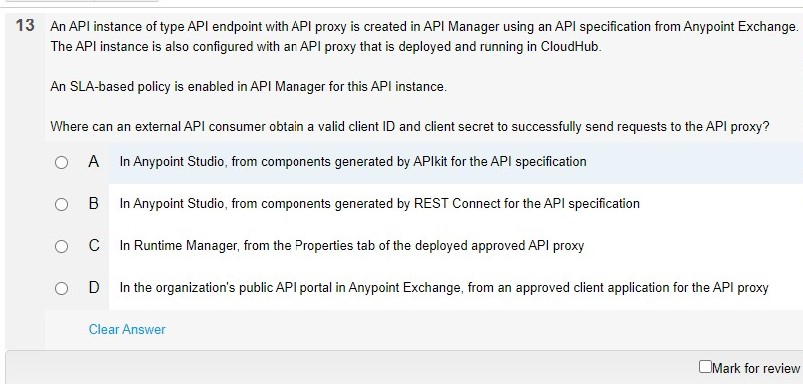 13 An API instance of type API endpoint with API proxy is created in API Manager using an API specification from Anypoint Exchange.
The API instance is also configured with an API proxy that is deployed and running in CloudHub.
An SLA-based policy is enabled in API Manager for this API instance.
Where can an external API consumer obtain a valid client ID and client secret to successfully send requests to the API proxy?
A In Anypoint Studio, from components generated by APIkit for the API specification
B In Anypoint Studio, from components generated by REST Connect for the API specification
C In Runtime Manager, from the Properties tab of the deployed approved API proxy
D In the organization's public API portal in Anypoint Exchange, from an approved client application for the API proxy
Clear Answer
Mark for review